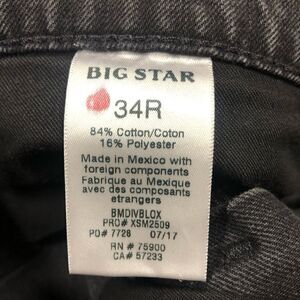 BIG STAR
34R
84% Cotton/Coton
16% Polyester
Made in Mexico with
foreign components
Fabrique au Mexique
avec des composants
etrangers
BMDIVBLOX
PRO# XSM2509
PO# 7728 07/17
RN # 75900
CA# 57233